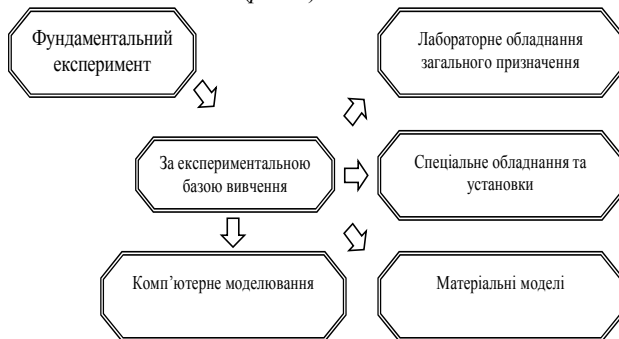 Фундаментальний
експеримент
Лабораторне обладнання
загального призначення
За експериментальною
базою вивчення
Спеціальне обладнання та
установки
Комп’ютерне моделювання
Матеріальні моделі